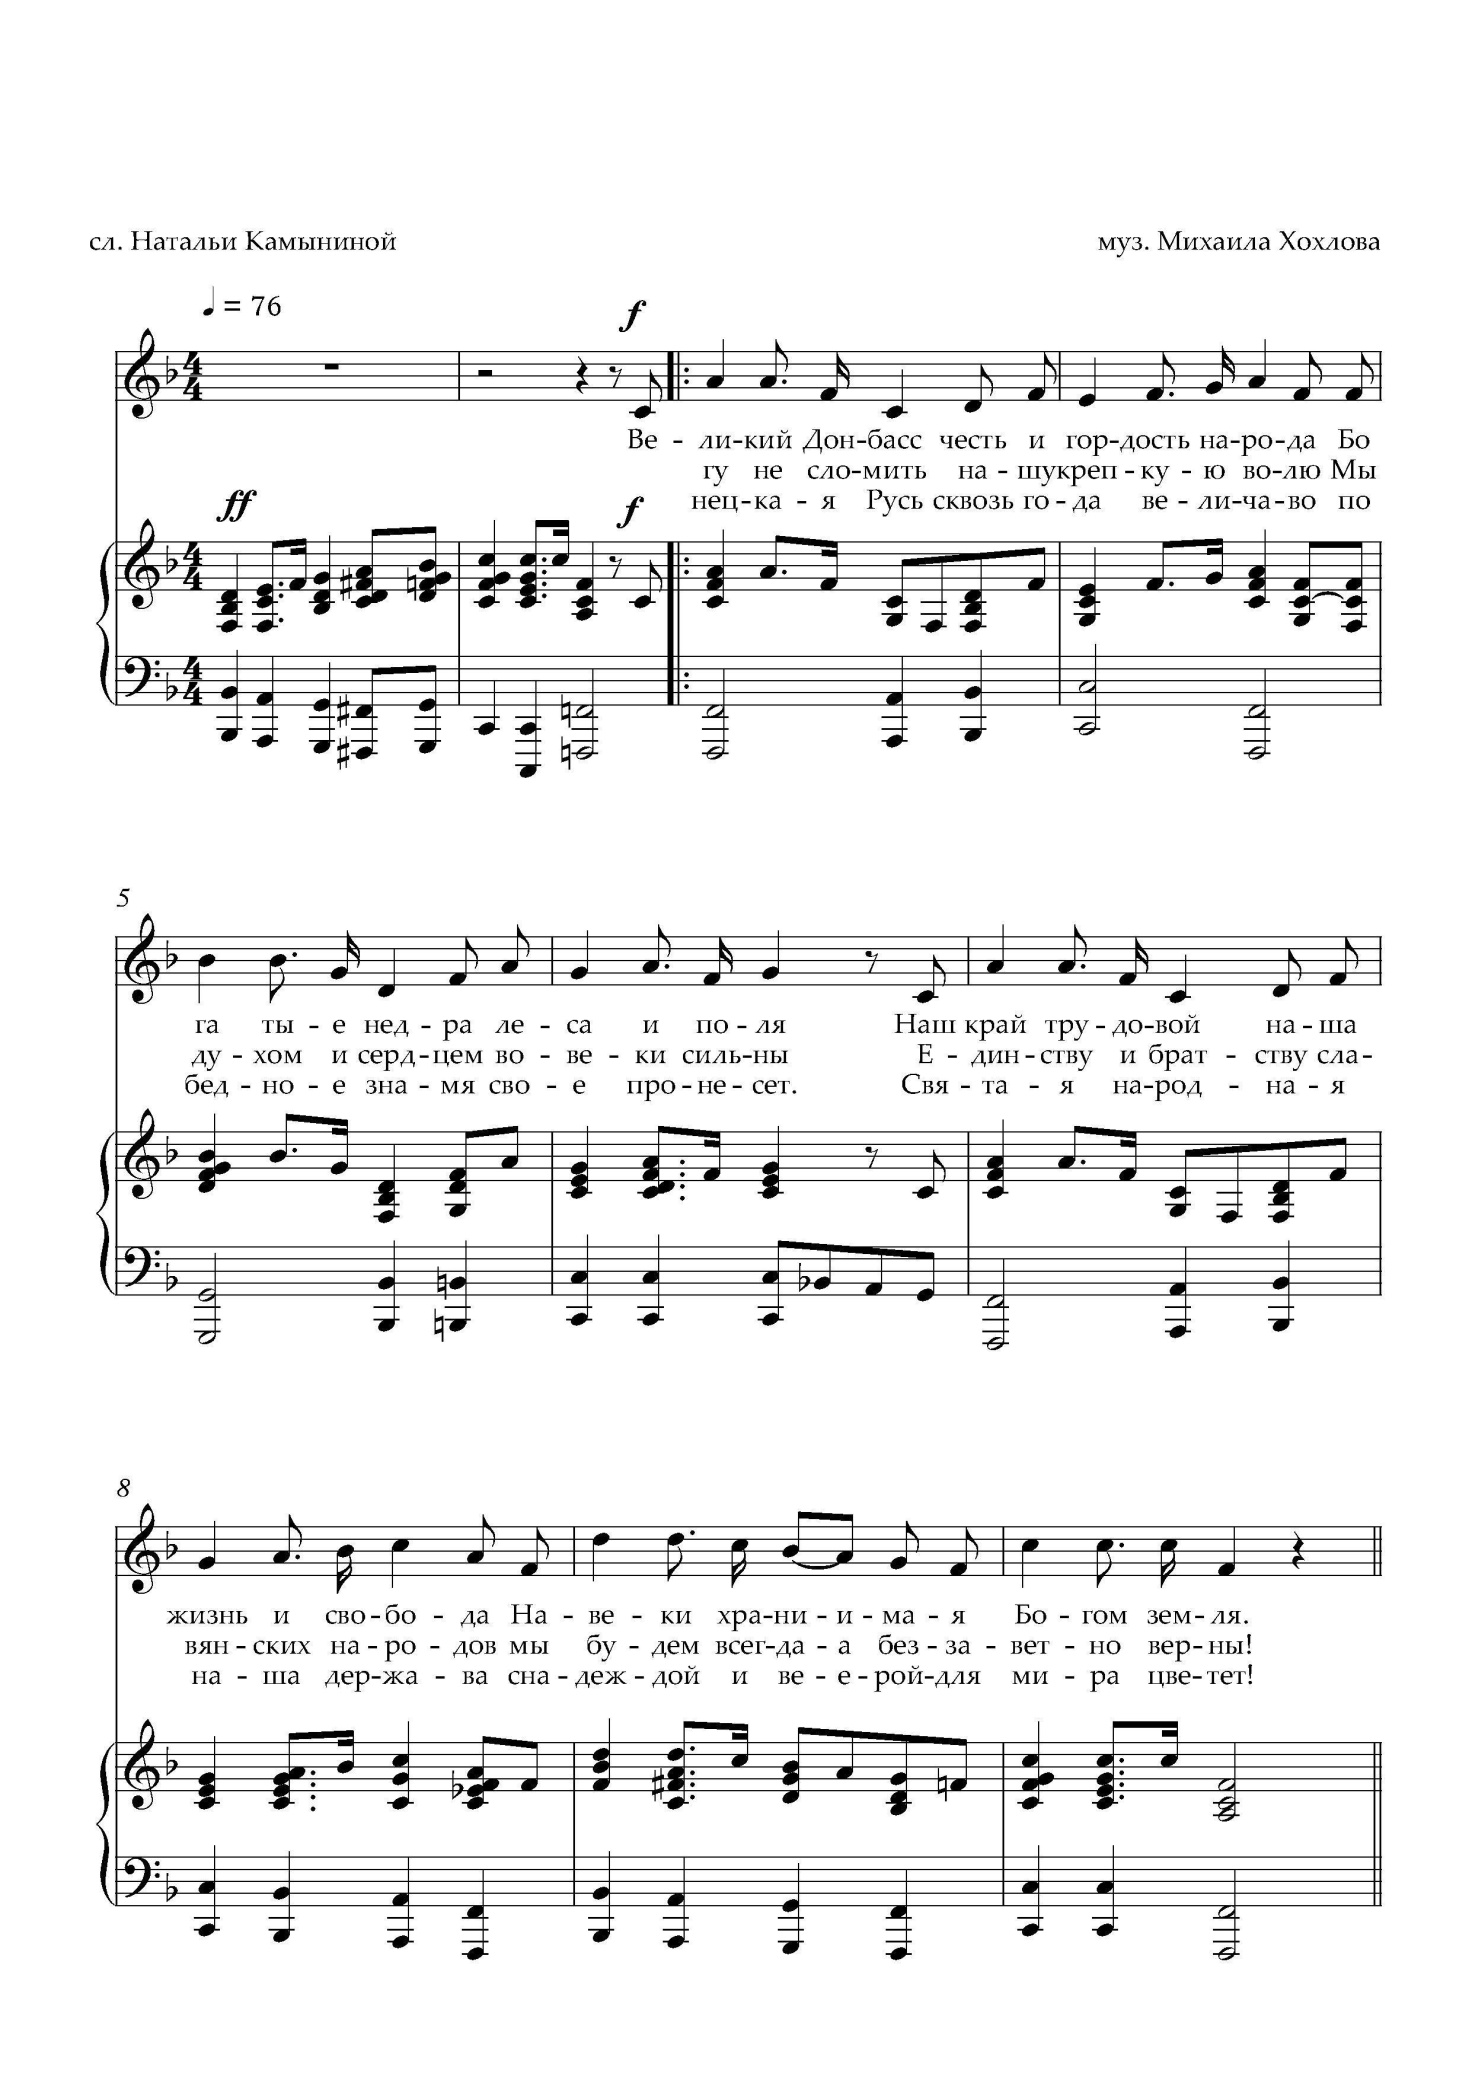 сл. Натальи Камыниной
муз. Михаила Хохлова
= 76
f
Ве - ли-кий Дон-басс честь и гор-дость на-ро-да Бо
гу не сло-мить на - шукреп - ку - ю во-лю Мы
нец-ка - я Русь сквозь го - да ве - ли-ча-во по
ff
f
5
га ты - е нед - ра ле - са и по - ля Наш край тру - до-вой на - ша
ду - хом и серд-цем во - ве - ки силь-ны Е - дин-ству и брат - ству сла-
бед - но - е зна - мя сво - е про-не-сет. Свя - та - я на-род - на - я
8
жизнь и сво-бо - да На - ве - ки хра-ни - и - ма - я Бо - гом зем-ля.
вян - ских на - ро - дов мы бу - дем всег-да - а без - за - вет - но вер-ны!
на - ша дер-жа - ва сна - деж - дой и ве - е - рой-для ми - ра цве-тет!